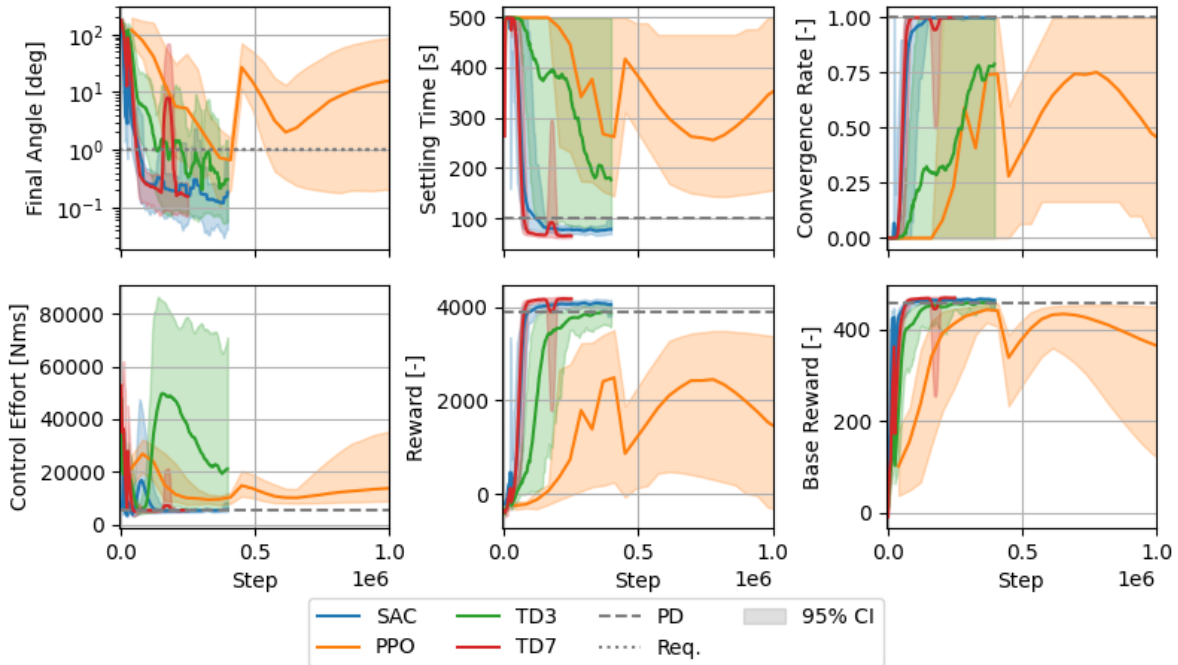 Final Angle [deg]
10²
10¹
10⁰
10⁻¹
Settling Time [s]
500
400
300
200
100
Convergence Rate [-]
1.00
0.75
0.50
0.25
0.00
Control Effort [Nms]
80000
60000
40000
20000
0
0.0 0.5 1.0
Step 1e6
Reward [-]
4000
2000
0
0.0 0.5 1.0
Step 1e6
Base Reward [-]
400
200
0
0.0 0.5 1.0
Step 1e6
SAC TD3 PD 95% CI
PPO TD7 Req.